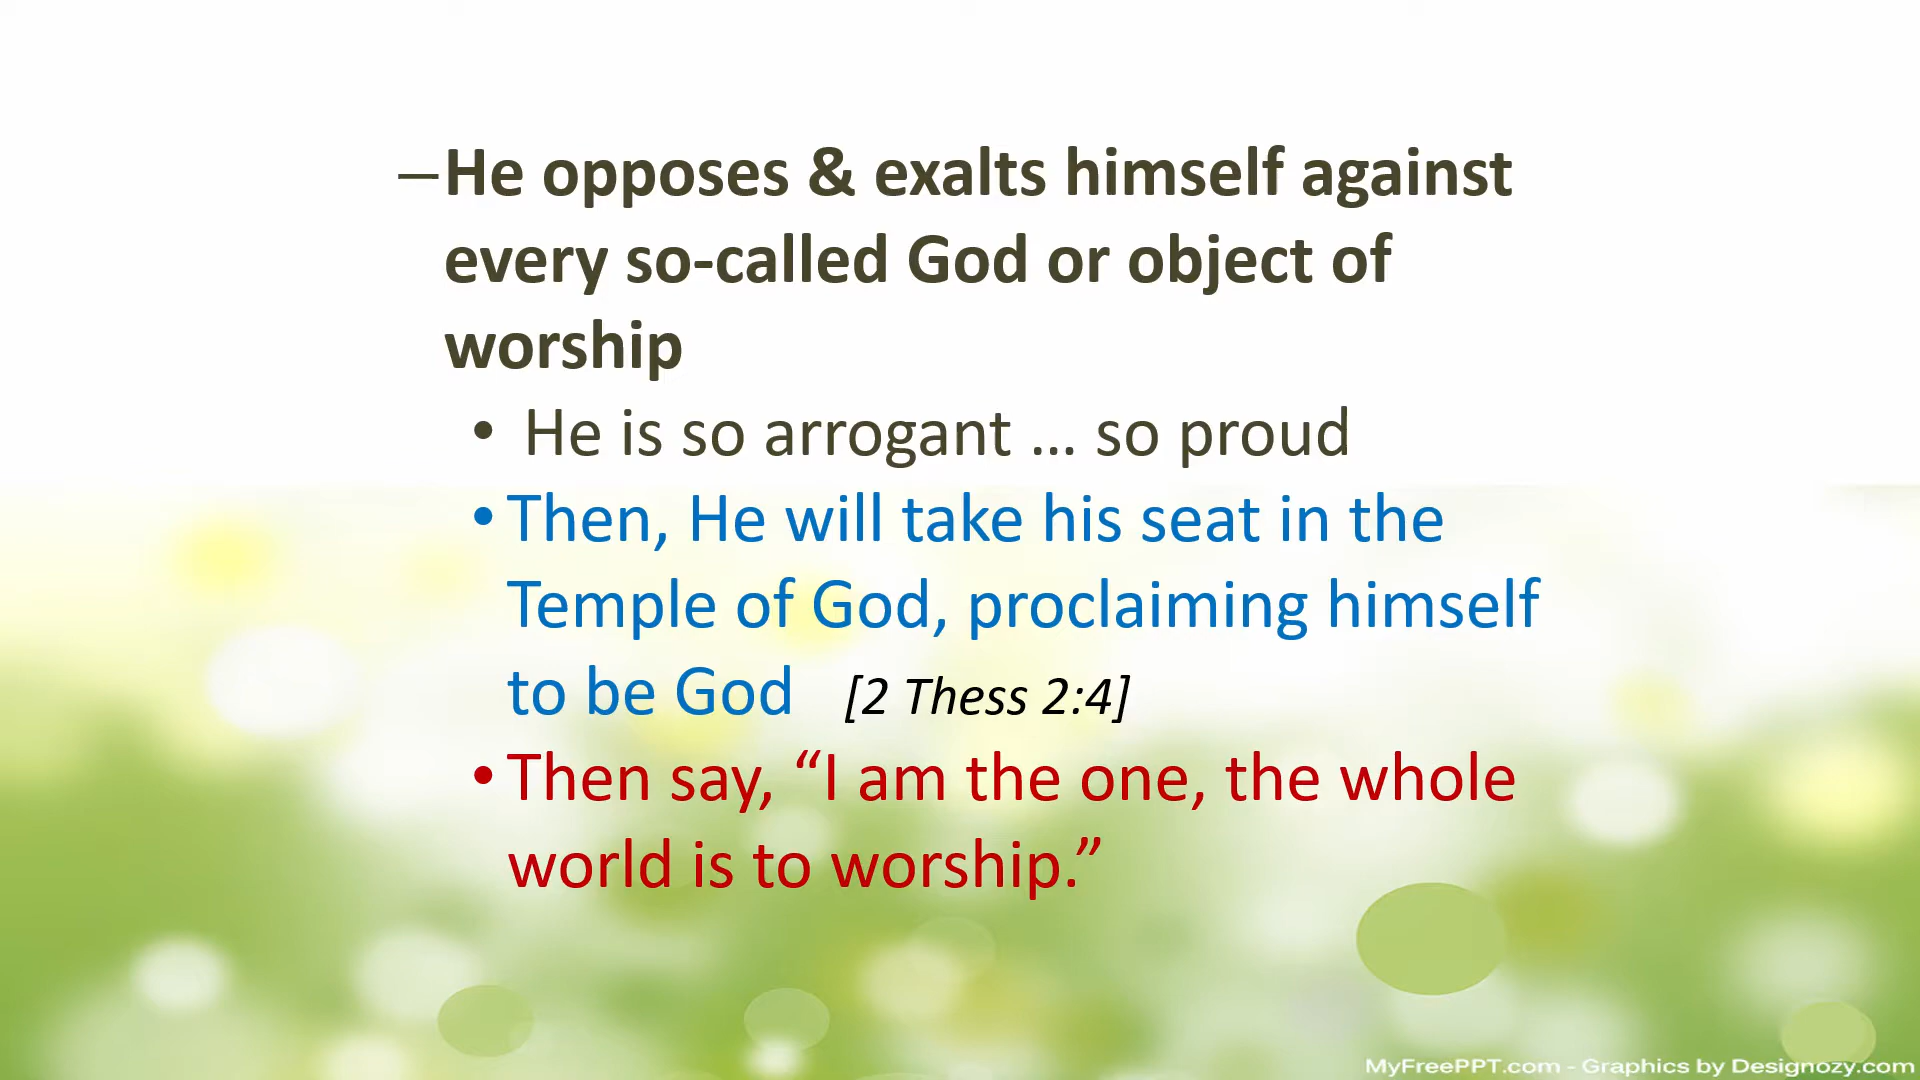 –He opposes & exalts himself against
every so-called God or object of
worship
• He is so arrogant ... so proud
• Then, He will take his seat in the
Temple of God, proclaiming himself
to be God [2 Thess 2:4]
• Then say, “I am the one, the whole
world is to worship.”
MyFreePPT.com - Graphics by Designozy.com